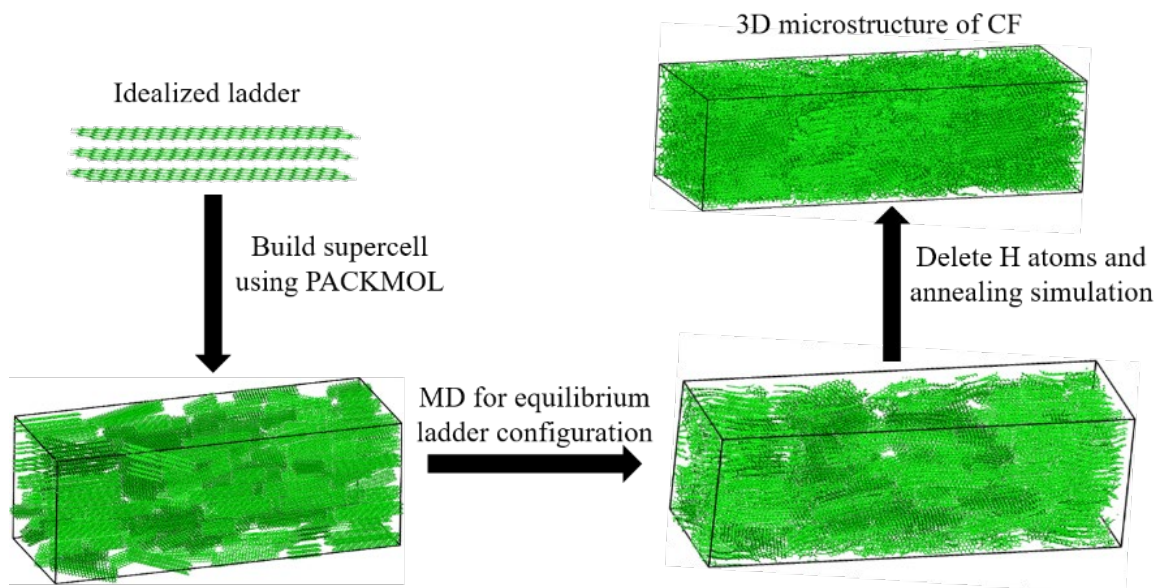 3D microstructure of CF
Idealized ladder
Build supercell
using PACKMOL
Delete H atoms and
annealing simulation
MD for equilibrium
ladder configuration